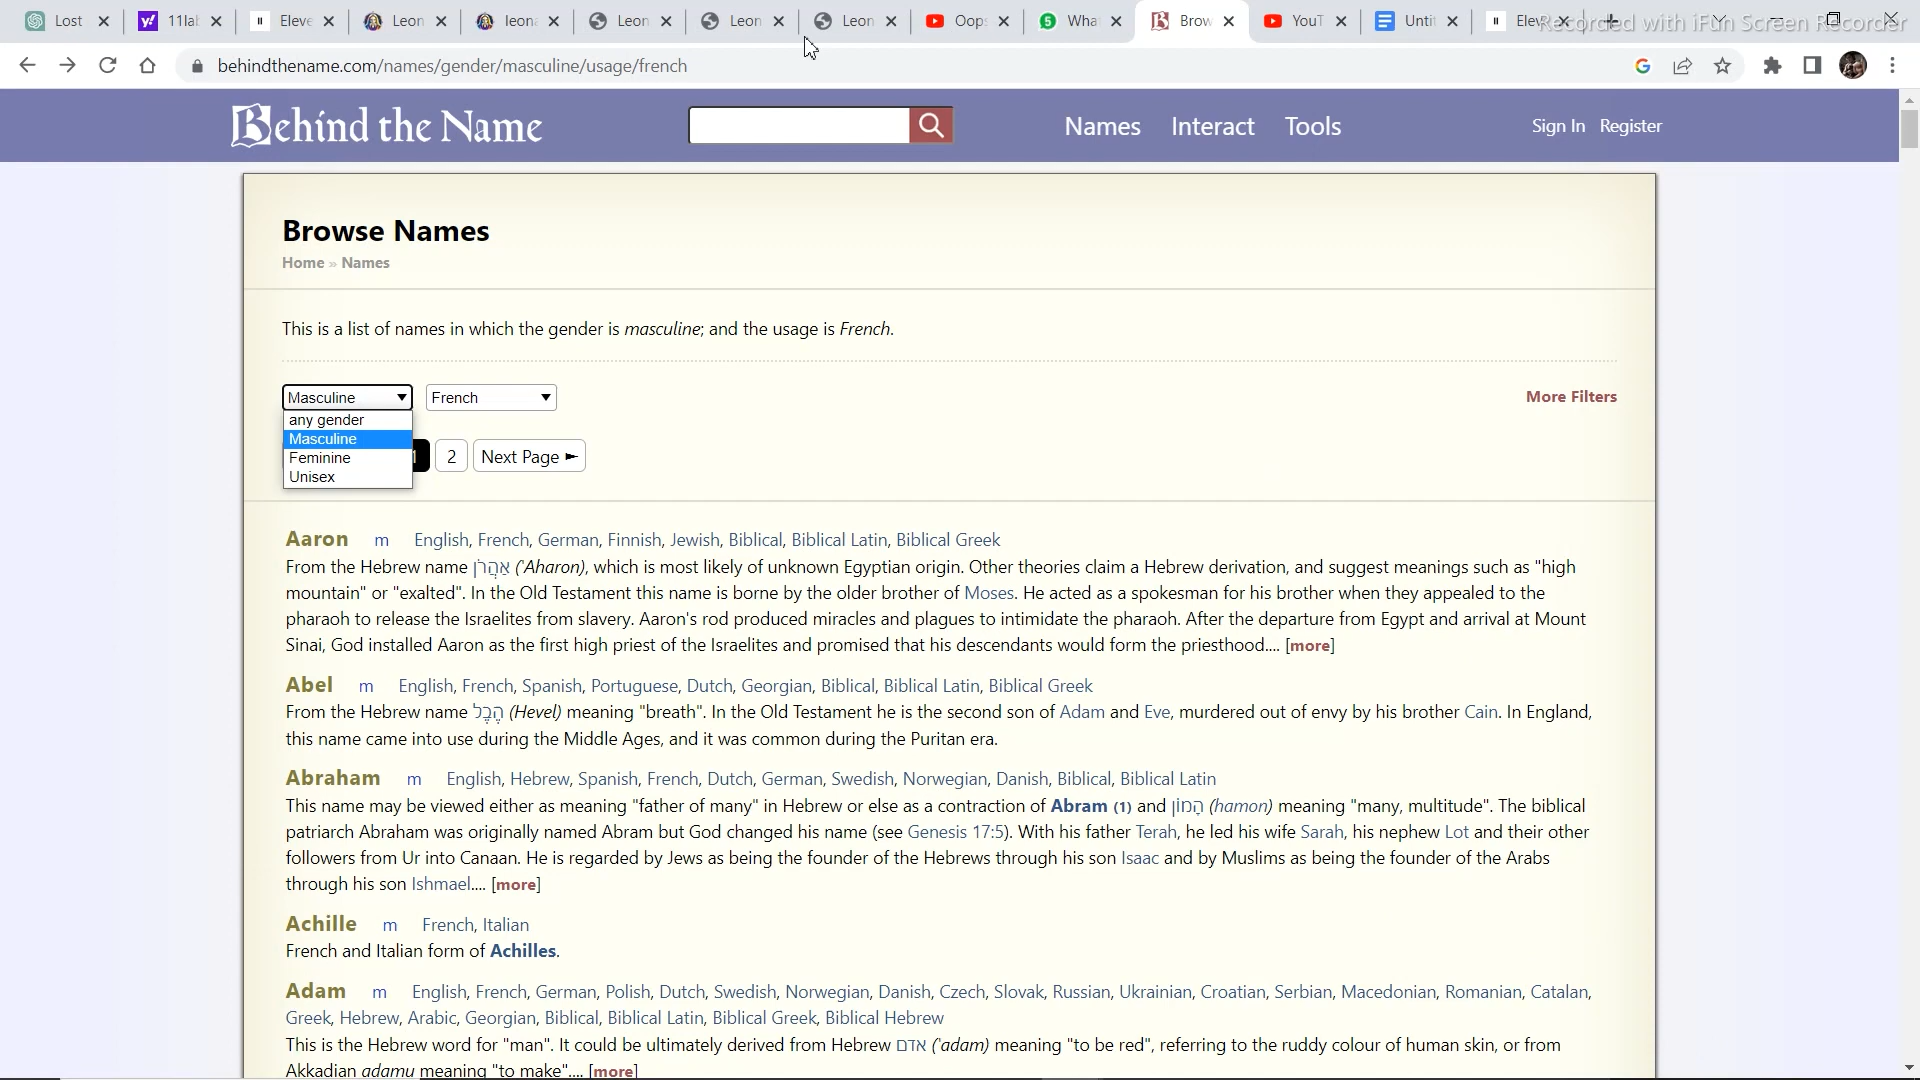 Lost
11la
Eleve
Leon
leona
Leon
Leon
Leon
Oops
Wha
Brow
YouT
Unti
Elev
Recorded with iFun Screen Recorder
behindthename.com/names/gender/masculine/usage/french
Behind the Name
Names Interact Tools
Sign In Register
Browse Names
Home » Names
This is a list of names in which the gender is masculine; and the usage is French.
Masculine French More Filters
any gender
Masculine
Feminine
Unisex
1 2 Next Page ►
Aaron m English, French, German, Finnish, Jewish, Biblical, Biblical Latin, Biblical Greek
From the Hebrew name אַהֲרֹן ('Aharon), which is most likely of unknown Egyptian origin. Other theories claim a Hebrew derivation, and suggest meanings such as "high
mountain" or "exalted". In the Old Testament this name is borne by the older brother of Moses. He acted as a spokesman for his brother when they appealed to the
pharaoh to release the Israelites from slavery. Aaron's rod produced miracles and plagues to intimidate the pharaoh. After the departure from Egypt and arrival at Mount
Sinai, God installed Aaron as the first high priest of the Israelites and promised that his descendants would form the priesthood.... [more]
Abel m English, French, Spanish, Portuguese, Dutch, Georgian, Biblical, Biblical Latin, Biblical Greek
From the Hebrew name הֶבֶל (Hevel) meaning "breath". In the Old Testament he is the second son of Adam and Eve, murdered out of envy by his brother Cain. In England,
this name came into use during the Middle Ages, and it was common during the Puritan era.
Abraham m English, Hebrew, Spanish, French, Dutch, German, Swedish, Norwegian, Danish, Biblical, Biblical Latin
This name may be viewed either as meaning "father of many" in Hebrew or else as a contraction of Abram (1) and הָמוֹן (hamon) meaning "many, multitude". The biblical
patriarch Abraham was originally named Abram but God changed his name (see Genesis 17:5). With his father Terah, he led his wife Sarah, his nephew Lot and their other
followers from Ur into Canaan. He is regarded by Jews as being the founder of the Hebrews through his son Isaac and by Muslims as being the founder of the Arabs
through his son Ishmael.... [more]
Achille m French, Italian
French and Italian form of Achilles.
Adam m English, French, German, Polish, Dutch, Swedish, Norwegian, Danish, Czech, Slovak, Russian, Ukrainian, Croatian, Serbian, Macedonian, Romanian, Catalan,
Greek, Hebrew, Arabic, Georgian, Biblical, Biblical Latin, Biblical Greek, Biblical Hebrew
This is the Hebrew word for "man". It could be ultimately derived from Hebrew אדם ('adam) meaning "to be red", referring to the ruddy colour of human skin, or from
Akkadian adamu meaning "to make".... [more]